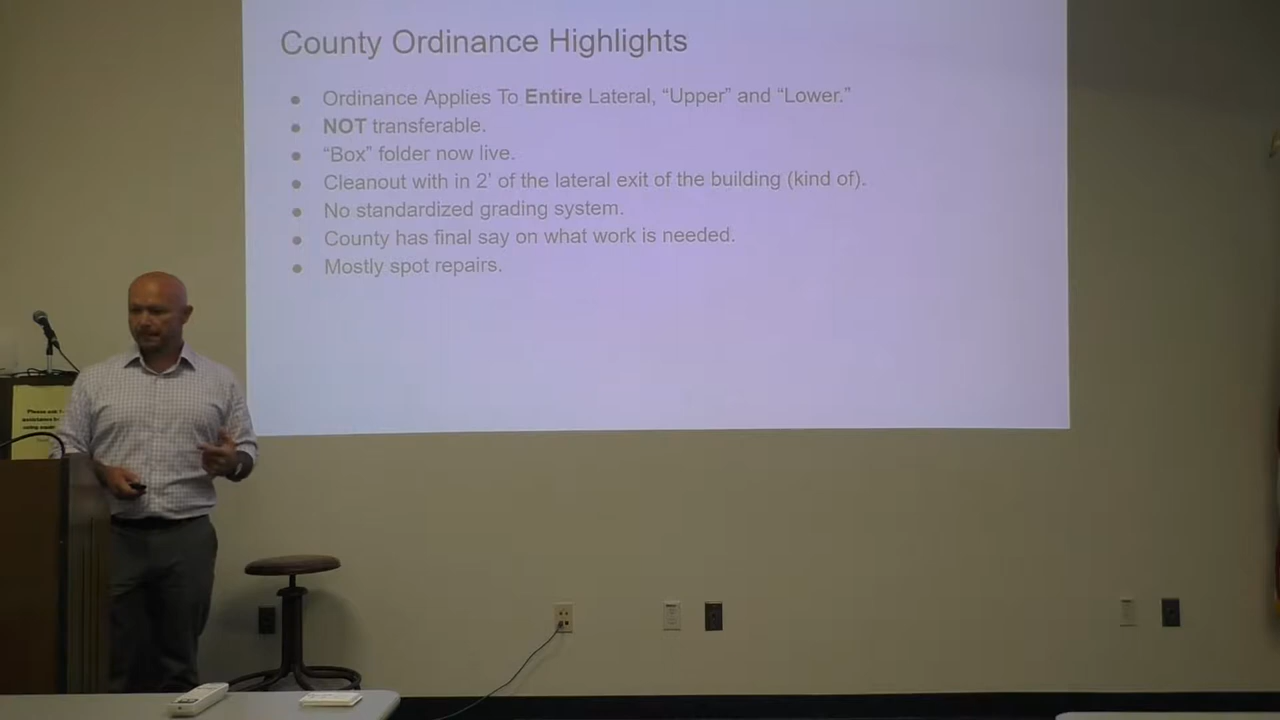 County Ordinance Highlights
● Ordinance Applies To Entire Lateral, “Upper” and “Lower.”
● NOT transferable.
● “Box” folder now live.
● Cleanout with in 2' of the lateral exit of the building (kind of).
● No standardized grading system.
● County has final say on what work is needed.
● Mostly spot repairs.
Please ask